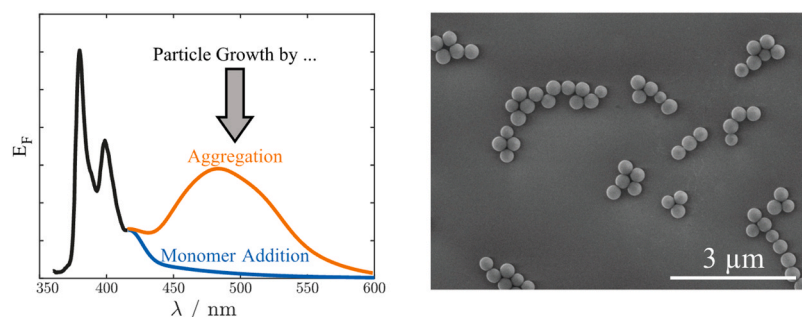 Particle Growth by ...
E_F
Aggregation
Monomer Addition
350 400 450 500 550 600
λ / nm
3 µm